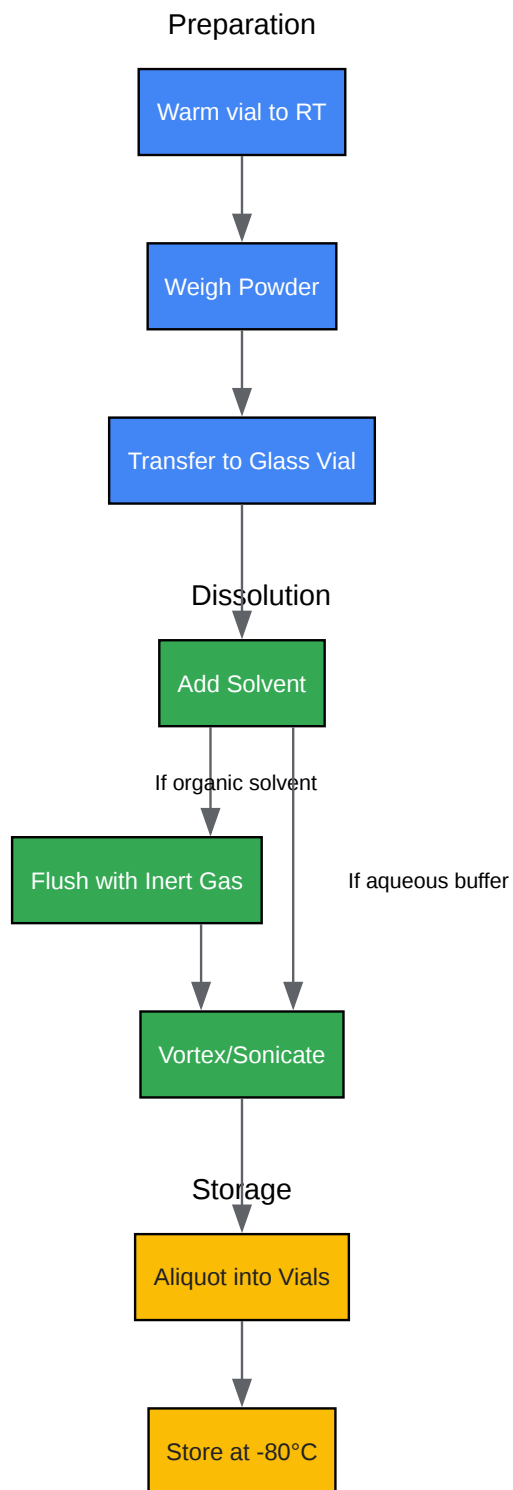 Preparation
Warm vial to RT
Weigh Powder
Transfer to Glass Vial
Dissolution
Add Solvent
If organic solvent
Flush with Inert Gas
If aqueous buffer
Vortex/Sonicate
Storage
Aliquot into Vials
Store at -80°C